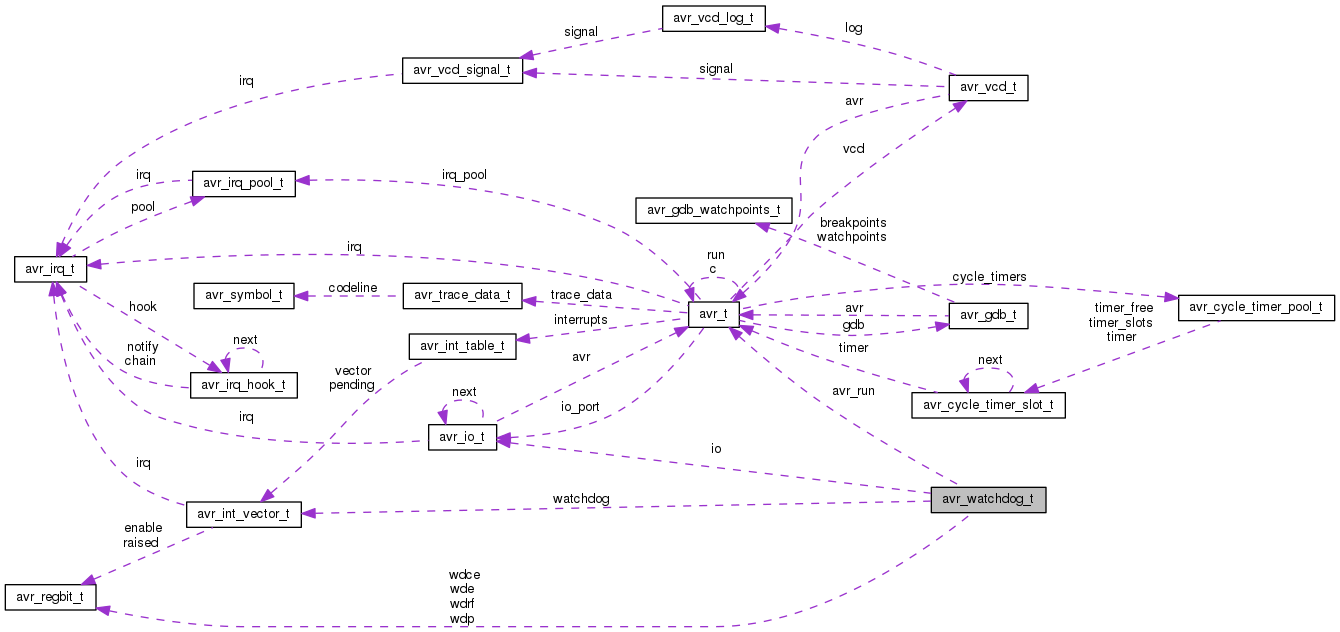 avr_vcd_log_t
log
signal
avr_vcd_signal_t
signal
irq
avr_vcd_t
avr
vcd
irq
irq_pool
avr_irq_pool_t
pool
avr_gdb_watchpoints_t
breakpoints
watchpoints
irq
run
c
avr_irq_t
cycle_timers
codeline
avr_symbol_t
avr_trace_data_t
trace_data
hook
interrupts
avr_t
avr
gdb
avr_gdb_t
timer_free
timer_slots
timer
avr_cycle_timer_pool_t
notify
chain
next
avr_int_table_t
timer
avr
next
vector
pending
avr_irq_hook_t
next
avr_run
avr_cycle_timer_slot_t
irq
io_port
avr_io_t
io
irq
watchdog
avr_watchdog_t
avr_int_vector_t
enable
raised
wdce
wde
wdrf
wdp
avr_regbit_t